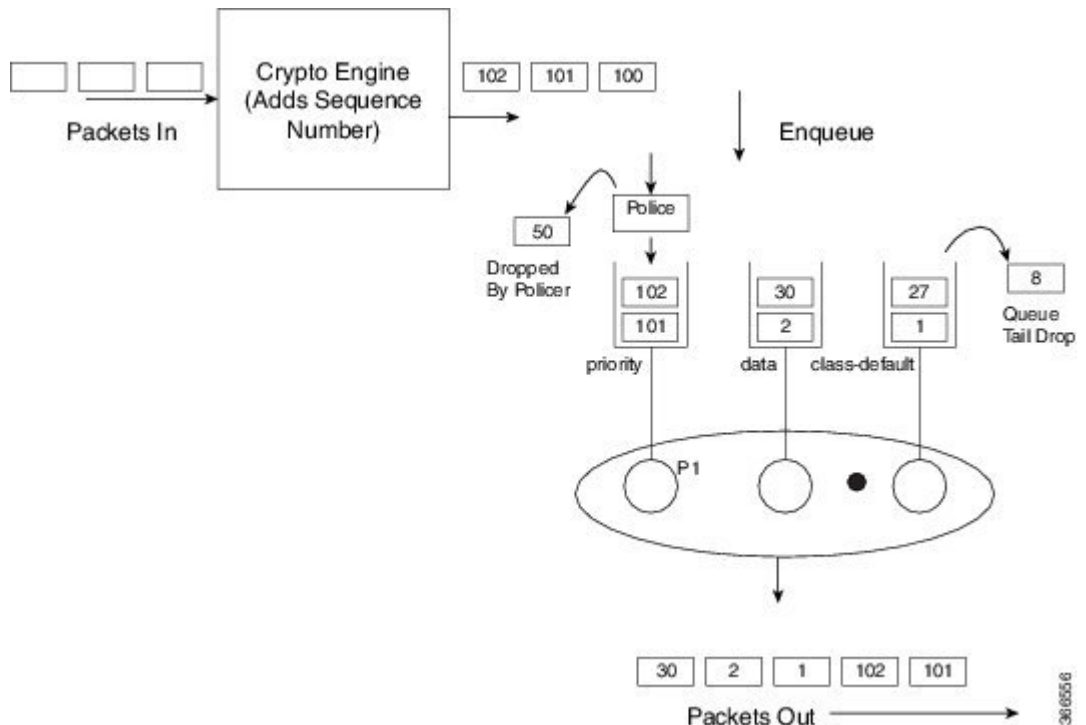 Crypto Engine
(Adds Sequence
Number)
102 101 100
Packets In
Enqueue
Police
50
Dropped
By Policer
8
Queue
Tail Drop
102 30 27
101 2 1
priority data class-default
P1
30 2 1 102 101
Packets Out
366556